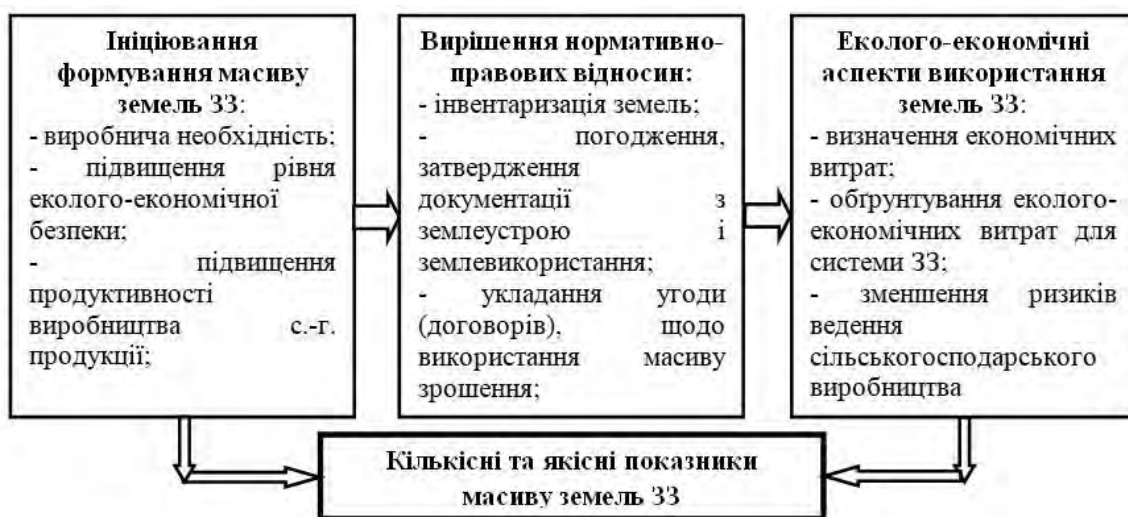 Ініціювання
формування масиву
земель ЗЗ:
- виробнича необхідність;
- підвищення рівня
еколого-економічної
безпеки;
- підвищення
продуктивності
виробництва с.-г.
продукції;
Вирішення нормативно-
правових відносин:
- інвентаризація земель;
- погодження,
затвердження
документації з
землеустрою і
землевикористання;
- укладання угоди
(договорів), щодо
використання масиву
зрошення;
Еколого-економічні
аспекти використання
земель ЗЗ:
- визначення економічних
витрат;
- обґрунтування еколого-
економічних витрат для
системи ЗЗ;
- зменшення ризиків
ведення
сільськогосподарського
виробництва
Кількісні та якісні показники
масиву земель ЗЗ